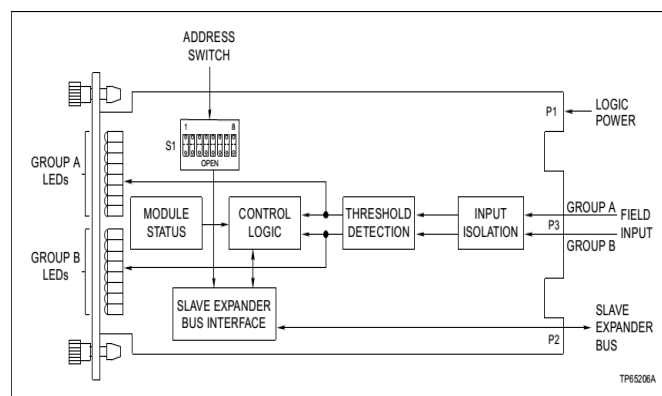 ADDRESS
SWITCH
1 8
S1
OPEN
P1
LOGIC
POWER
GROUP A
LEDs
MODULE
STATUS
CONTROL
LOGIC
THRESHOLD
DETECTION
INPUT
ISOLATION
GROUP A
FIELD
P3
INPUT
GROUP B
GROUP B
LEDs
SLAVE EXPANDER
BUS INTERFACE
P2
SLAVE
EXPANDER
BUS
TP65206A